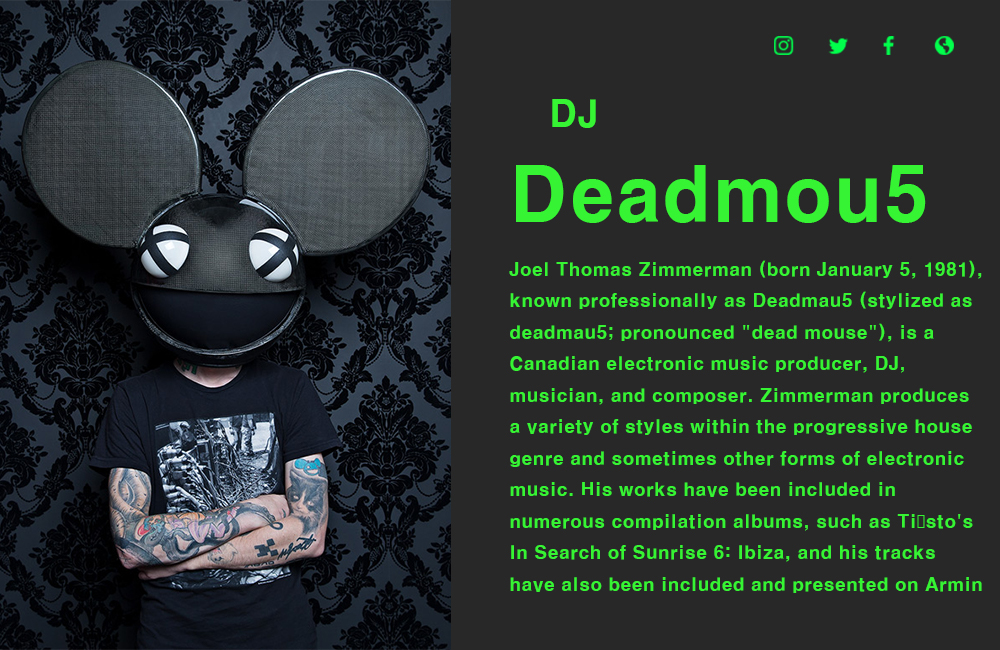 DJ
Deadmou5
Joel Thomas Zimmerman (born January 5, 1981),
known professionally as Deadmau5 (stylized as
deadmau5; pronounced "dead mouse"), is a
Canadian electronic music producer, DJ,
musician, and composer. Zimmerman produces
a variety of styles within the progressive house
genre and sometimes other forms of electronic
music. His works have been included in
numerous compilation albums, such as Ti▯sto's
In Search of Sunrise 6: Ibiza, and his tracks
have also been included and presented on Armin